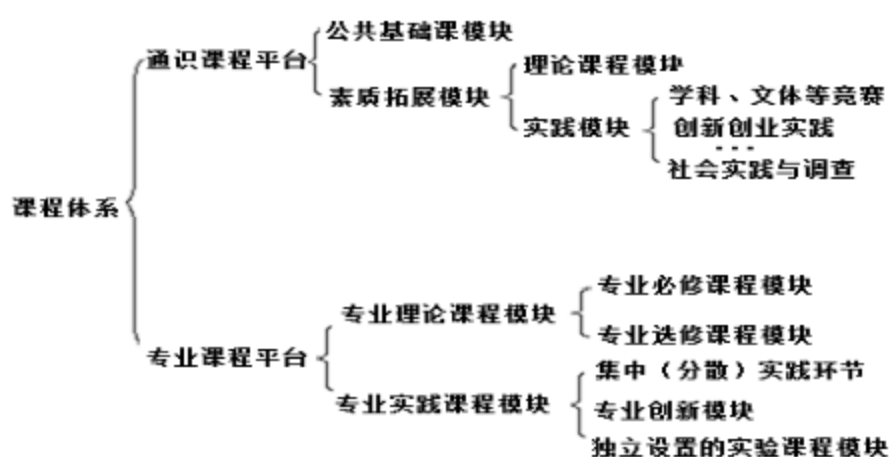 公共基础课模块
通识课程平台
理论课程模块
素质拓展模块
学科、文体等竞赛
实践模块
创新创业实践
...
社会实践与调查
课程体系
专业必修课程模块
专业理论课程模块
专业选修课程模块
专业课程平台
集中（分散）实践环节
专业实践课程模块
专业创新模块
独立设置的实验课程模块